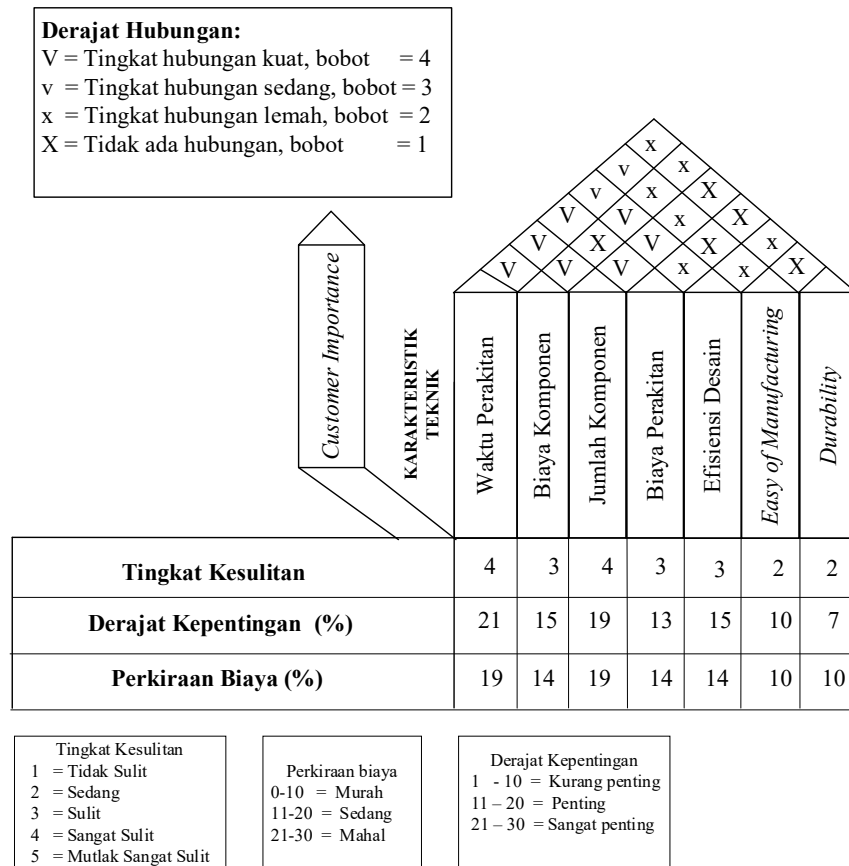 Derajat Hubungan:
V = Tingkat hubungan kuat, bobot = 4
v = Tingkat hubungan sedang, bobot = 3
x = Tingkat hubungan lemah, bobot = 2
X = Tidak ada hubungan, bobot = 1
x
v x
v x X
V V x X
V X V X x
V V V x x X
Customer Importance
KARAKTERISTIK
TEKNIK
Waktu Perakitan
Biaya Komponen
Jumlah Komponen
Biaya Perakitan
Efisiensi Desain
Easy of Manufacturing
Durability
Tingkat Kesulitan 4 3 4 3 3 2 2
Derajat Kepentingan (%) 21 15 19 13 15 10 7
Perkiraan Biaya (%) 19 14 19 14 14 10 10
Tingkat Kesulitan
1 = Tidak Sulit
2 = Sedang
3 = Sulit
4 = Sangat Sulit
5 = Mutlak Sangat Sulit
Perkiraan biaya
0-10 = Murah
11-20 = Sedang
21-30 = Mahal
Derajat Kepentingan
1 - 10 = Kurang penting
11 – 20 = Penting
21 – 30 = Sangat penting